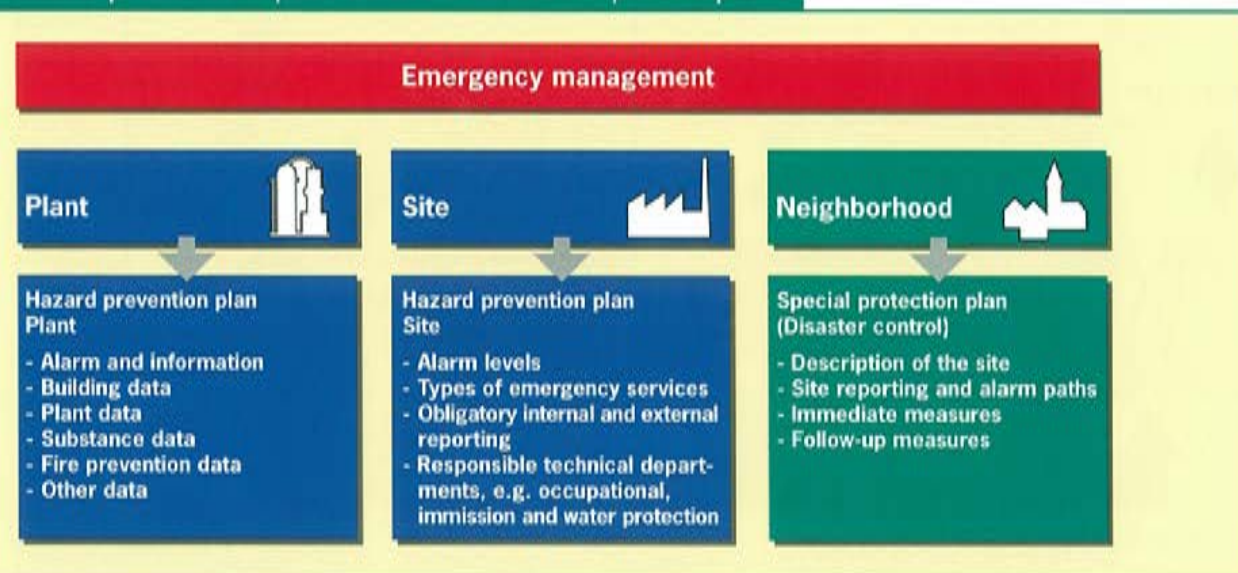 Emergency management
Plant
Site
Neighborhood
Hazard prevention plan
Plant
- Alarm and information
- Building data
- Plant data
- Substance data
- Fire prevention data
- Other data
Hazard prevention plan
Site
- Alarm levels
- Types of emergency services
- Obligatory internal and external
reporting
- Responsible technical depart-
ments, e.g. occupational,
immission and water protection
Special protection plan
(Disaster control)
- Description of the site
- Site reporting and alarm paths
- Immediate measures
- Follow-up measures